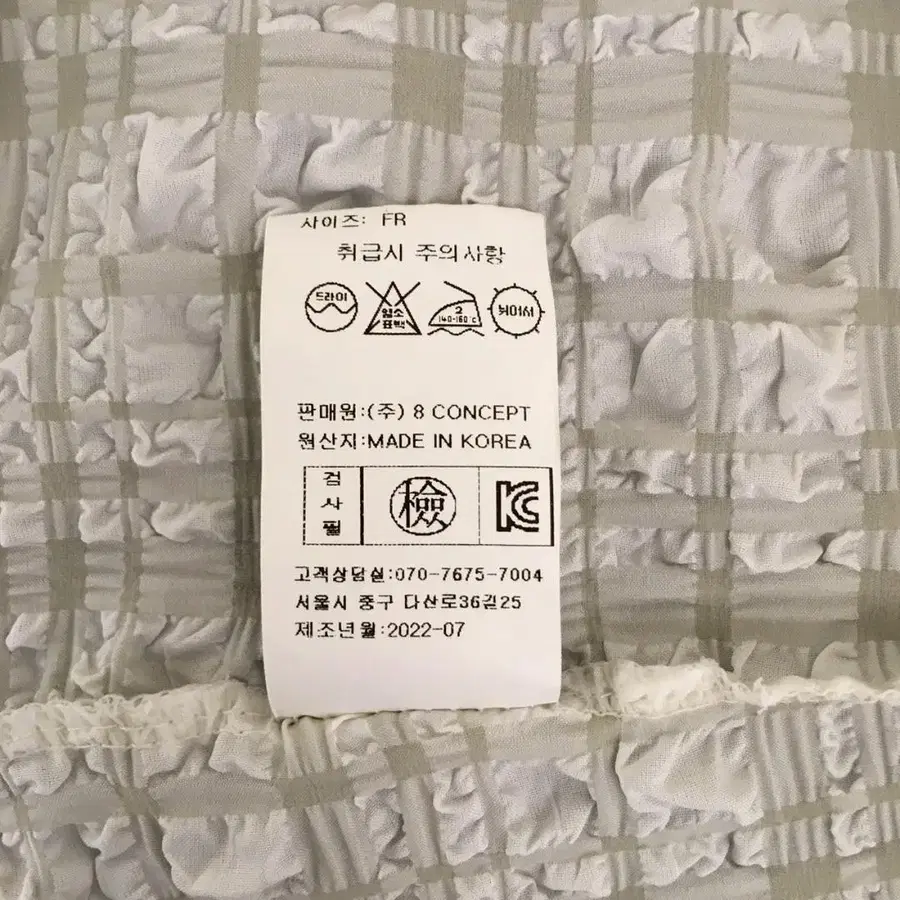 사이즈: FR
취급시 주의사항
드라이 염소 표백 2 140-160℃ 뉘어서
판매원:(주) 8 CONCEPT
원산지:MADE IN KOREA
검사필 檢 KC
고객상담실:070-7675-7004
서울시 중구 다산로36길25
제조년월:2022-07